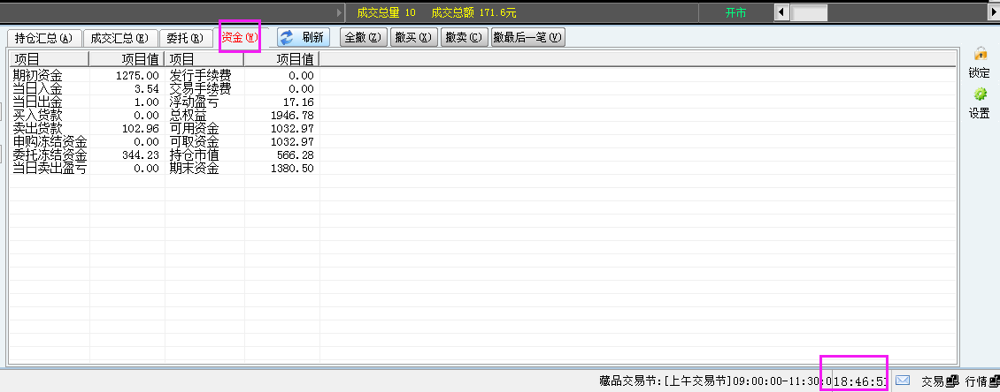 成交总量 10 成交总额 171.6元 开市
持仓汇总(A) 成交汇总(E) 委托(R) 资金(W) 刷新 全撤(Z) 撤买(X) 撤卖(C) 撤最后一笔(V)
项目 项目值 项目 项目值
期初资金 1275.00 发行手续费 0.00
当日入金 3.54 交易手续费 0.00
当日出金 1.00 浮动盈亏 17.16
买入货款 0.00 总权益 1946.78
卖出货款 102.96 可用资金 1032.97
申购冻结资金 0.00 可取资金 1032.97
委托冻结资金 344.23 持仓市值 566.28
当日卖出盈亏 0.00 期末资金 1380.50
锁定
设置
藏品交易节:[上午交易节]09:00:00-11:30:0 18:46:5 交易 行情